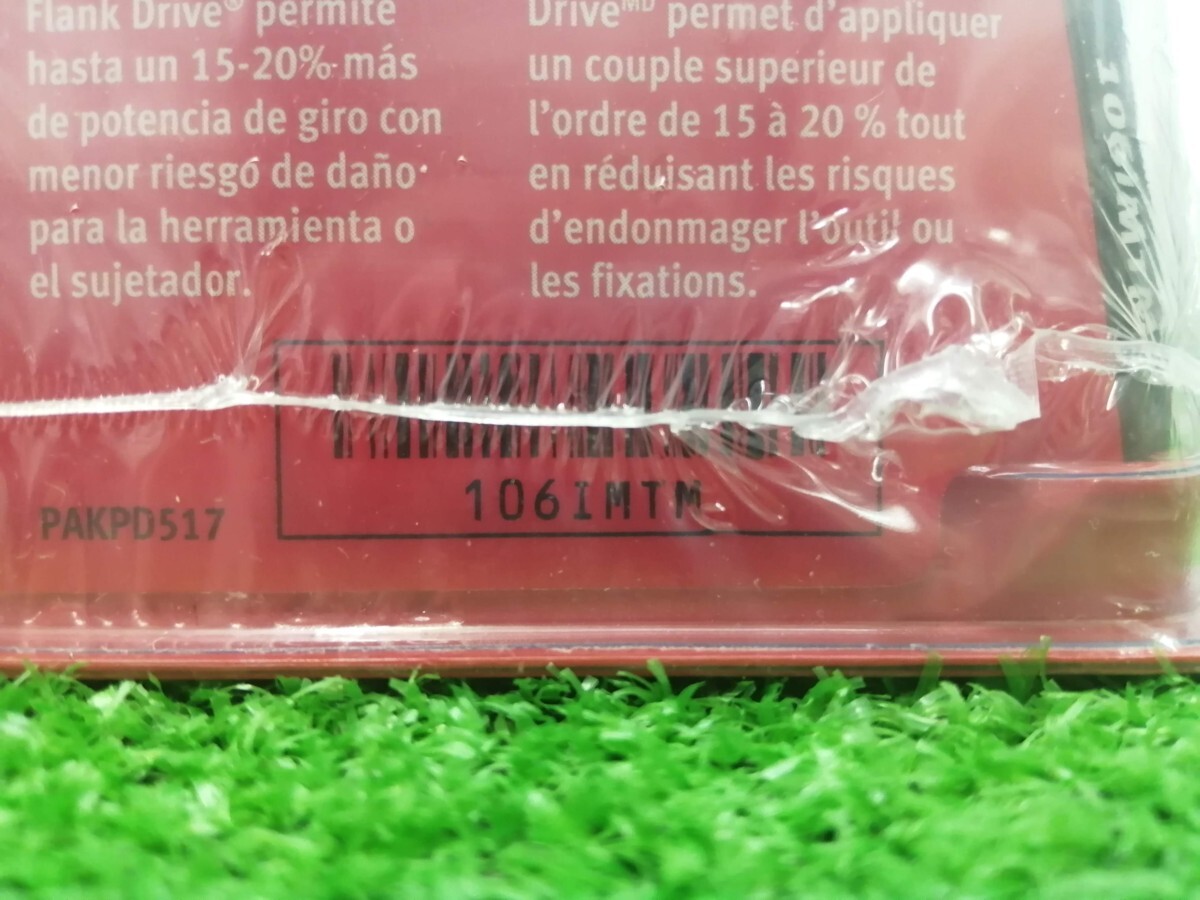 Flank Drive® permite
hasta un 15-20% más
de potencia de giro con
menor riesgo de daño
para la herramienta o
el sujetador.
Drive MD permet d'appliquer
un couple superieur de
l'ordre de 15 à 20 % tout
en réduisant les risques
d'endonmager l'outil ou
les fixations.
106IMTM
PAKPD517
106IMTM